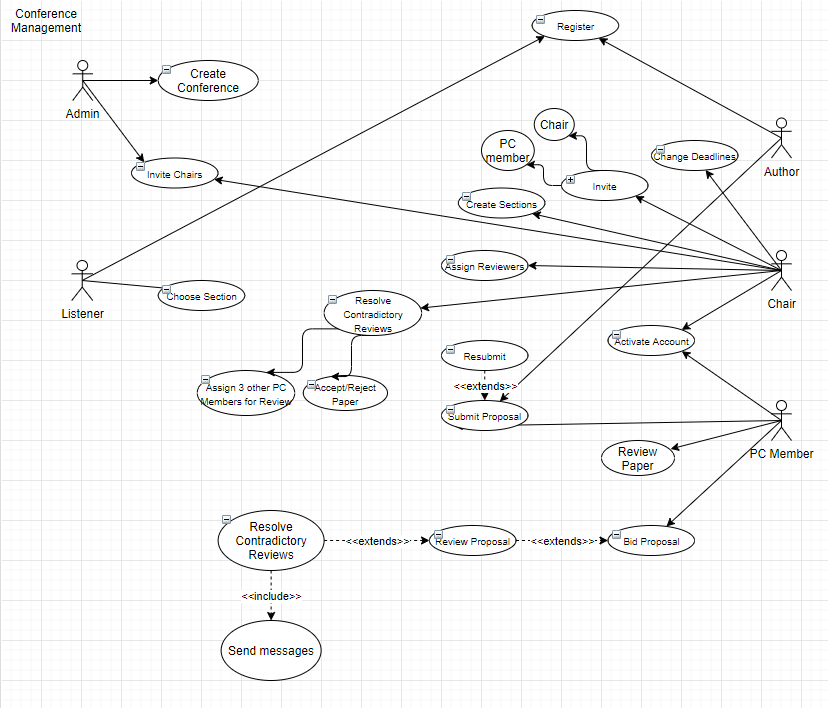 Conference
Management
Register
Create
Conference
Admin
Chair
PC
member
Change Deadlines
Author
Invite Chairs
Invite
Create Sections
Assign Reviewers
Choose Section
Listener
Chair
Resolve
Contradictory
Reviews
Activate Account
Resubmit
<<extends>>
Assign 3 other PC
Members for Review
Accept/Reject
Paper
Submit Proposal
PC Member
Review
Paper
Resolve
Contradictory
Reviews
<<extends>>
Review Proposal
<<extends>>
Bid Proposal
<<include>>
Send messages